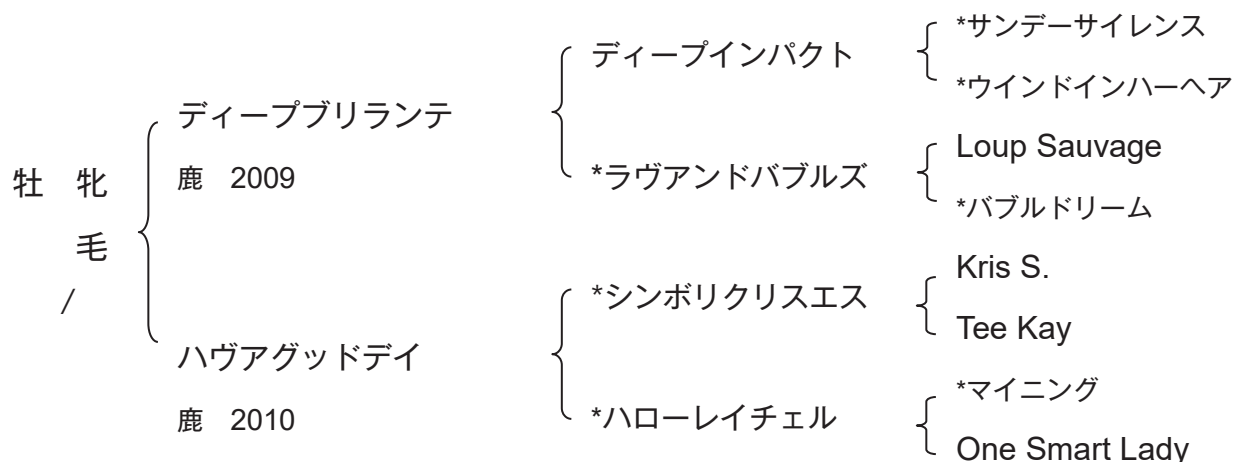 牡 牝
毛
/
ディープブリランテ
鹿 2009
ハヴアグッドデイ
鹿 2010
ディープインパクト
*ラヴアンドバブルズ
*シンボリクリスエス
*ハローレイチェル
*サンデーサイレンス
*ウインドインハーヘア
Loup Sauvage
*バブルドリーム
Kris S.
Tee Kay
*マイニング
One Smart Lady